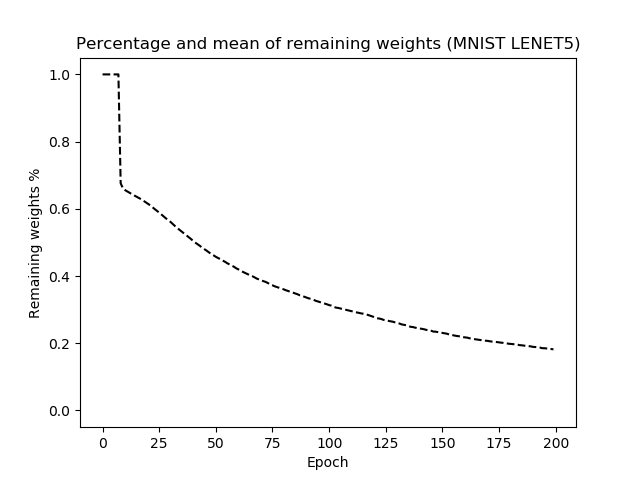 Percentage and mean of remaining weights (MNIST LENET5)
Remaining weights %
1.0
0.8
0.6
0.4
0.2
0.0
0 25 50 75 100 125 150 175 200
Epoch